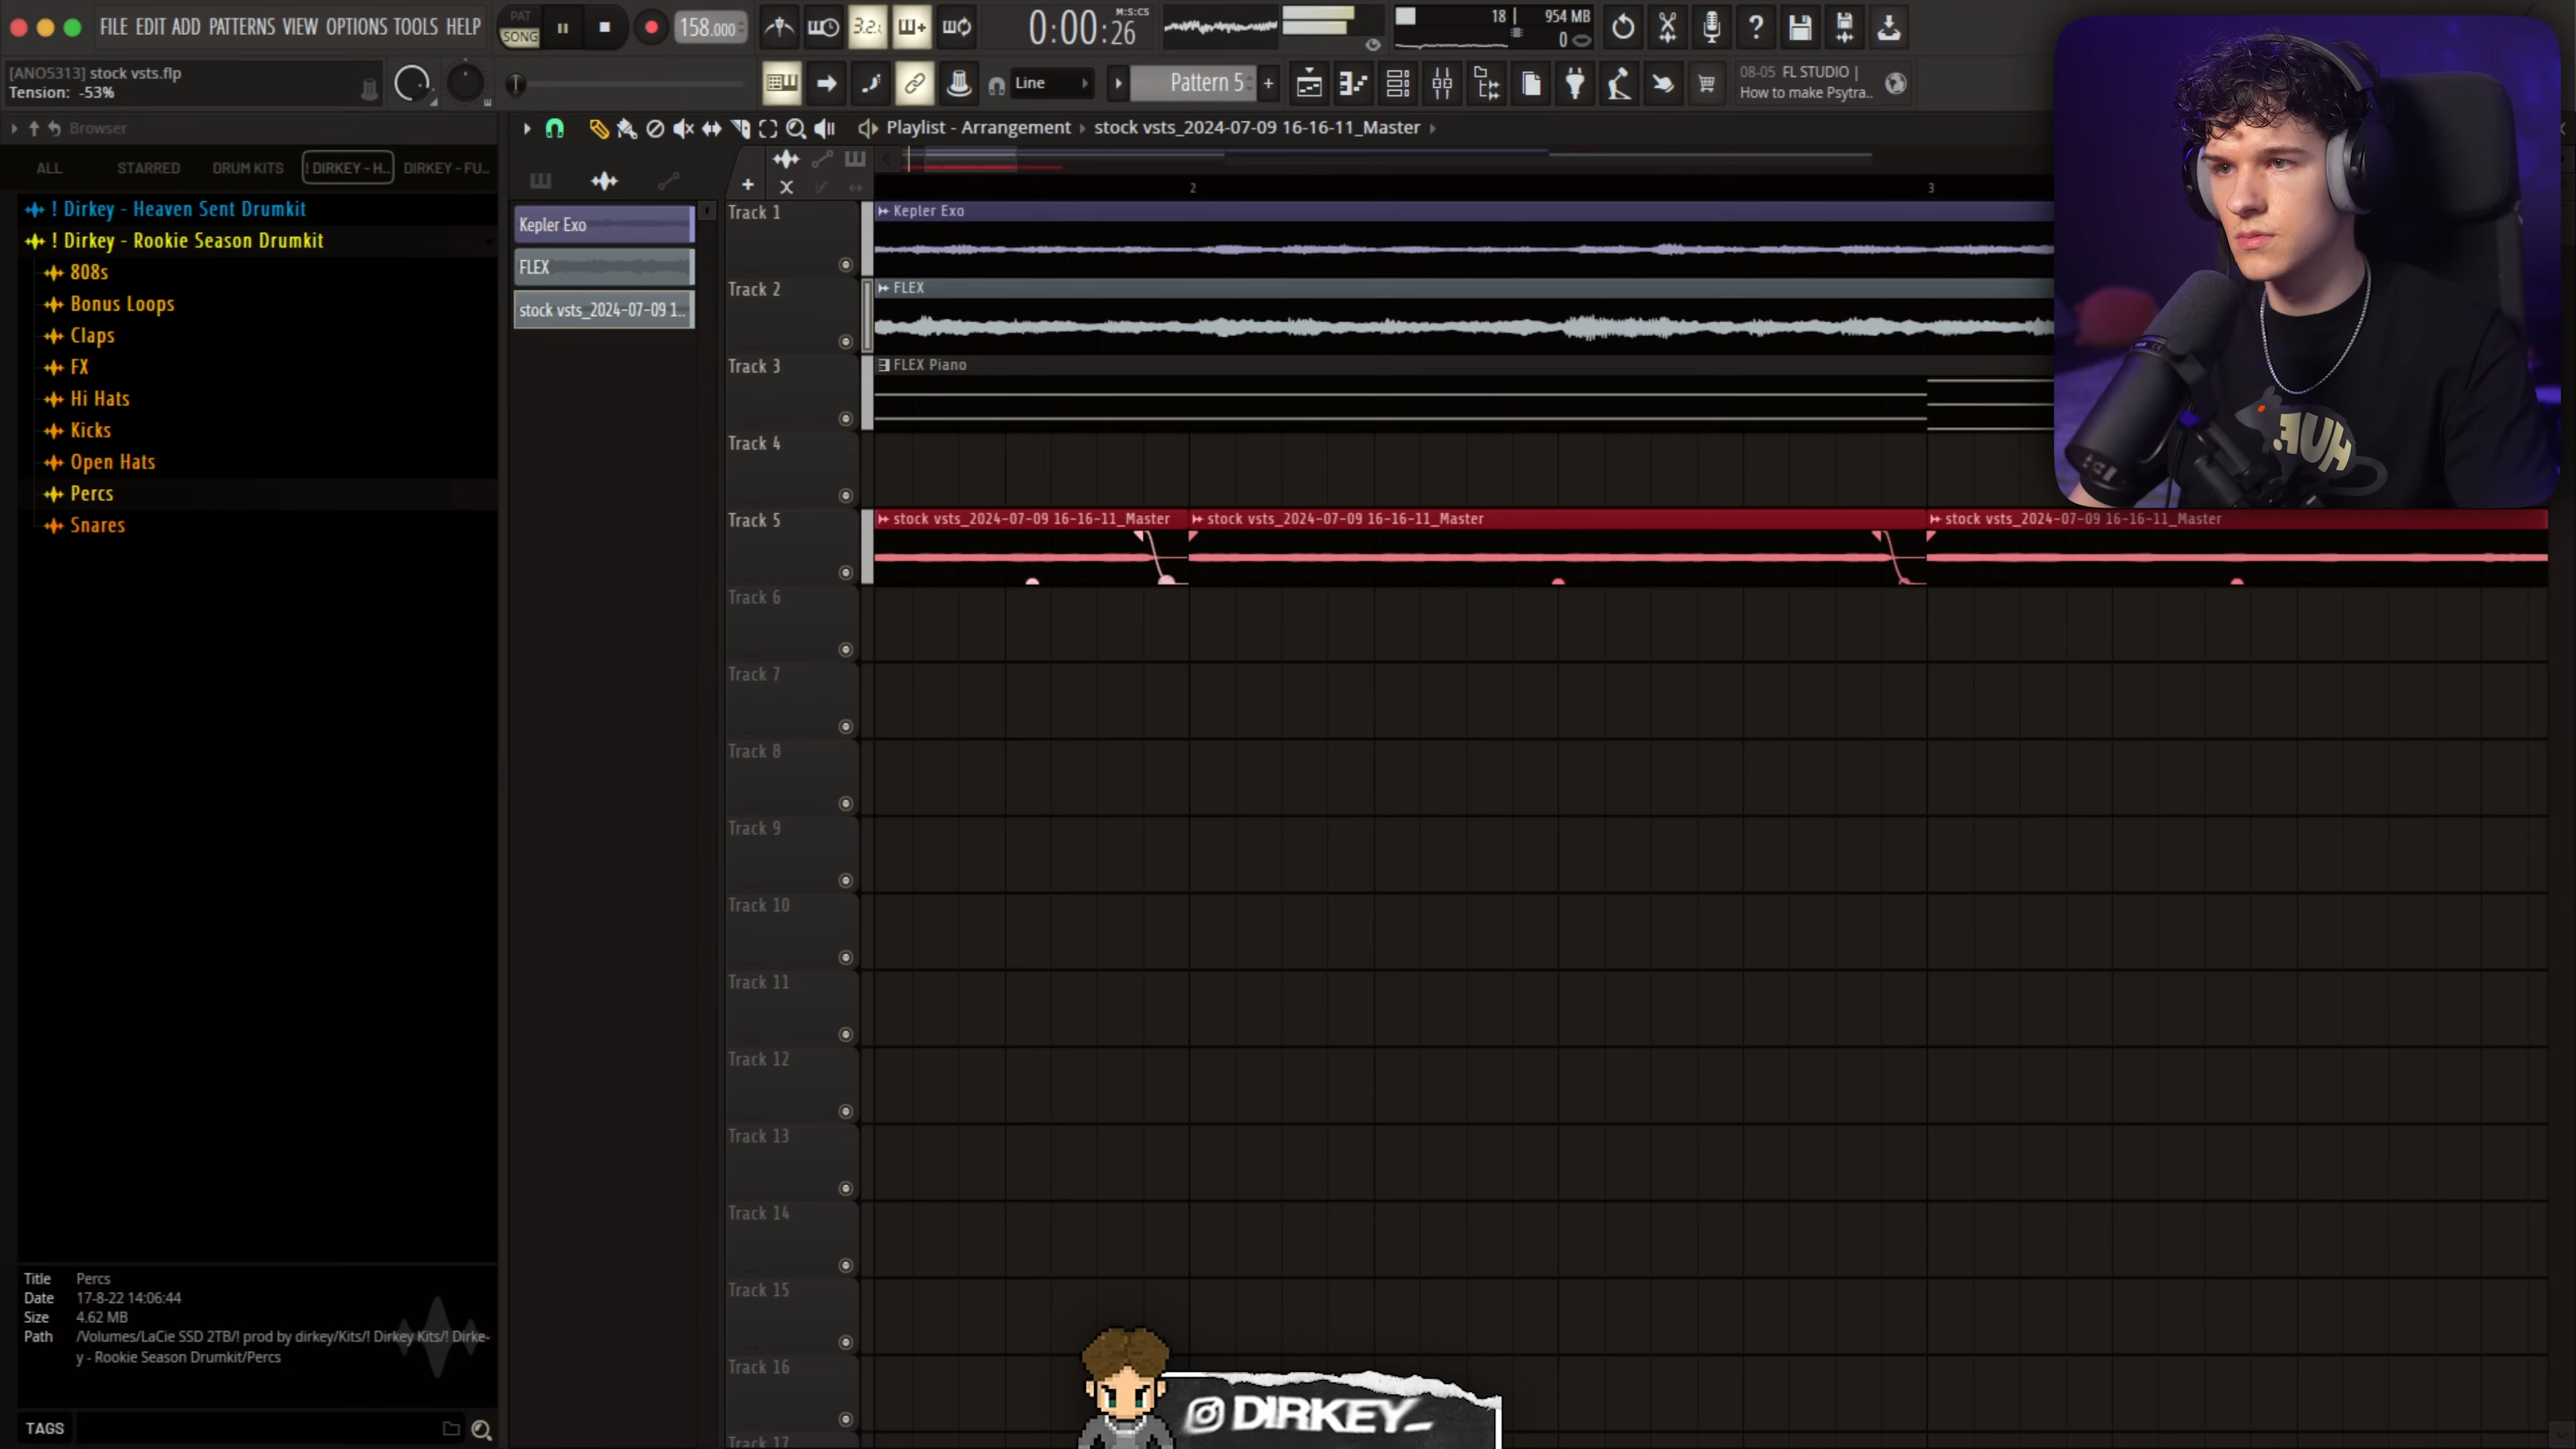 FILE EDIT ADD PATTERNS VIEW OPTIONS TOOLS HELP
PAT
SONG
158.000
3.2.
0:00:26
M:S:CS
18
954 MB
0
[ANO5313] stock vsts.flp
Tension: -53%
Line
Pattern 5
08-05 FL STUDIO |
How to make Psytra..
Browser
ALL
STARRED
DRUM KITS
! DIRKEY - H..
DIRKEY - FU..
! Dirkey - Heaven Sent Drumkit
! Dirkey - Rookie Season Drumkit
808s
Bonus Loops
Claps
FX
Hi Hats
Kicks
Open Hats
Percs
Snares
Playlist - Arrangement
stock vsts_2024-07-09 16-16-11_Master
Kepler Exo
FLEX
stock vsts_2024-07-09 1..
2
3
Track 1
Kepler Exo
Track 2
FLEX
Track 3
FLEX Piano
Track 4
Track 5
stock vsts_2024-07-09 16-16-11_Master
stock vsts_2024-07-09 16-16-11_Master
stock vsts_2024-07-09 16-16-11_Master
Track 6
Track 7
Track 8
Track 9
Track 10
Track 11
Track 12
Track 13
Track 14
Track 15
Track 16
Track 17
HUF
Title Percs
Date 17-8-22 14:06:44
Size 4.62 MB
Path /Volumes/LaCie SSD 2TB/! prod by dirkey/Kits/! Dirkey Kits/! Dirke-
y - Rookie Season Drumkit/Percs
TAGS
DIRKEY_